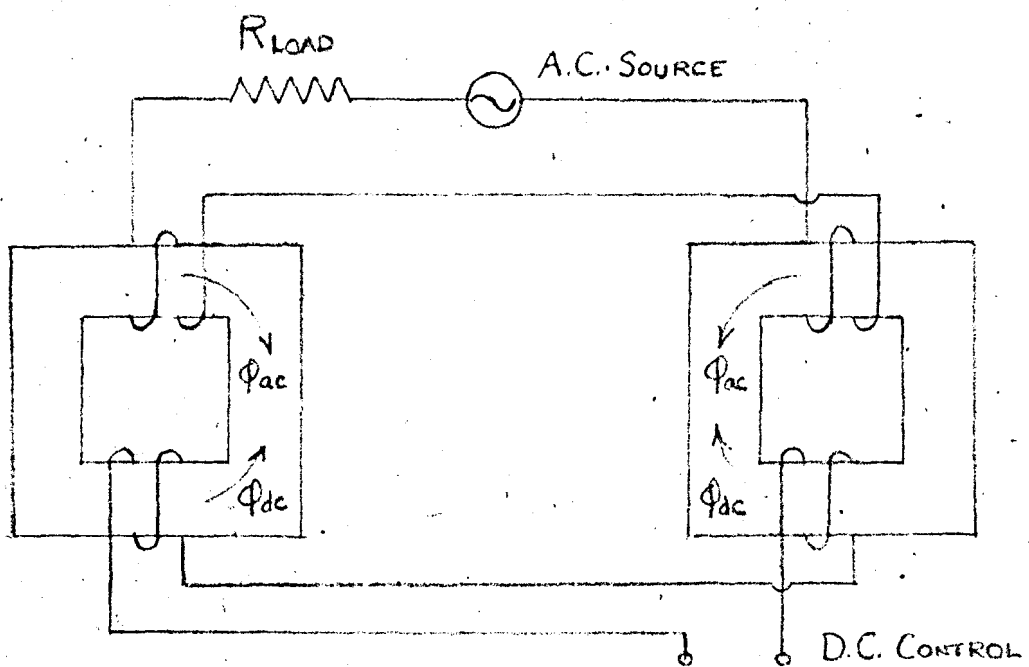 RLOAD
A.C. SOURCE
Φac
Φac
Φdc
Φdc
D.C. CONTROL